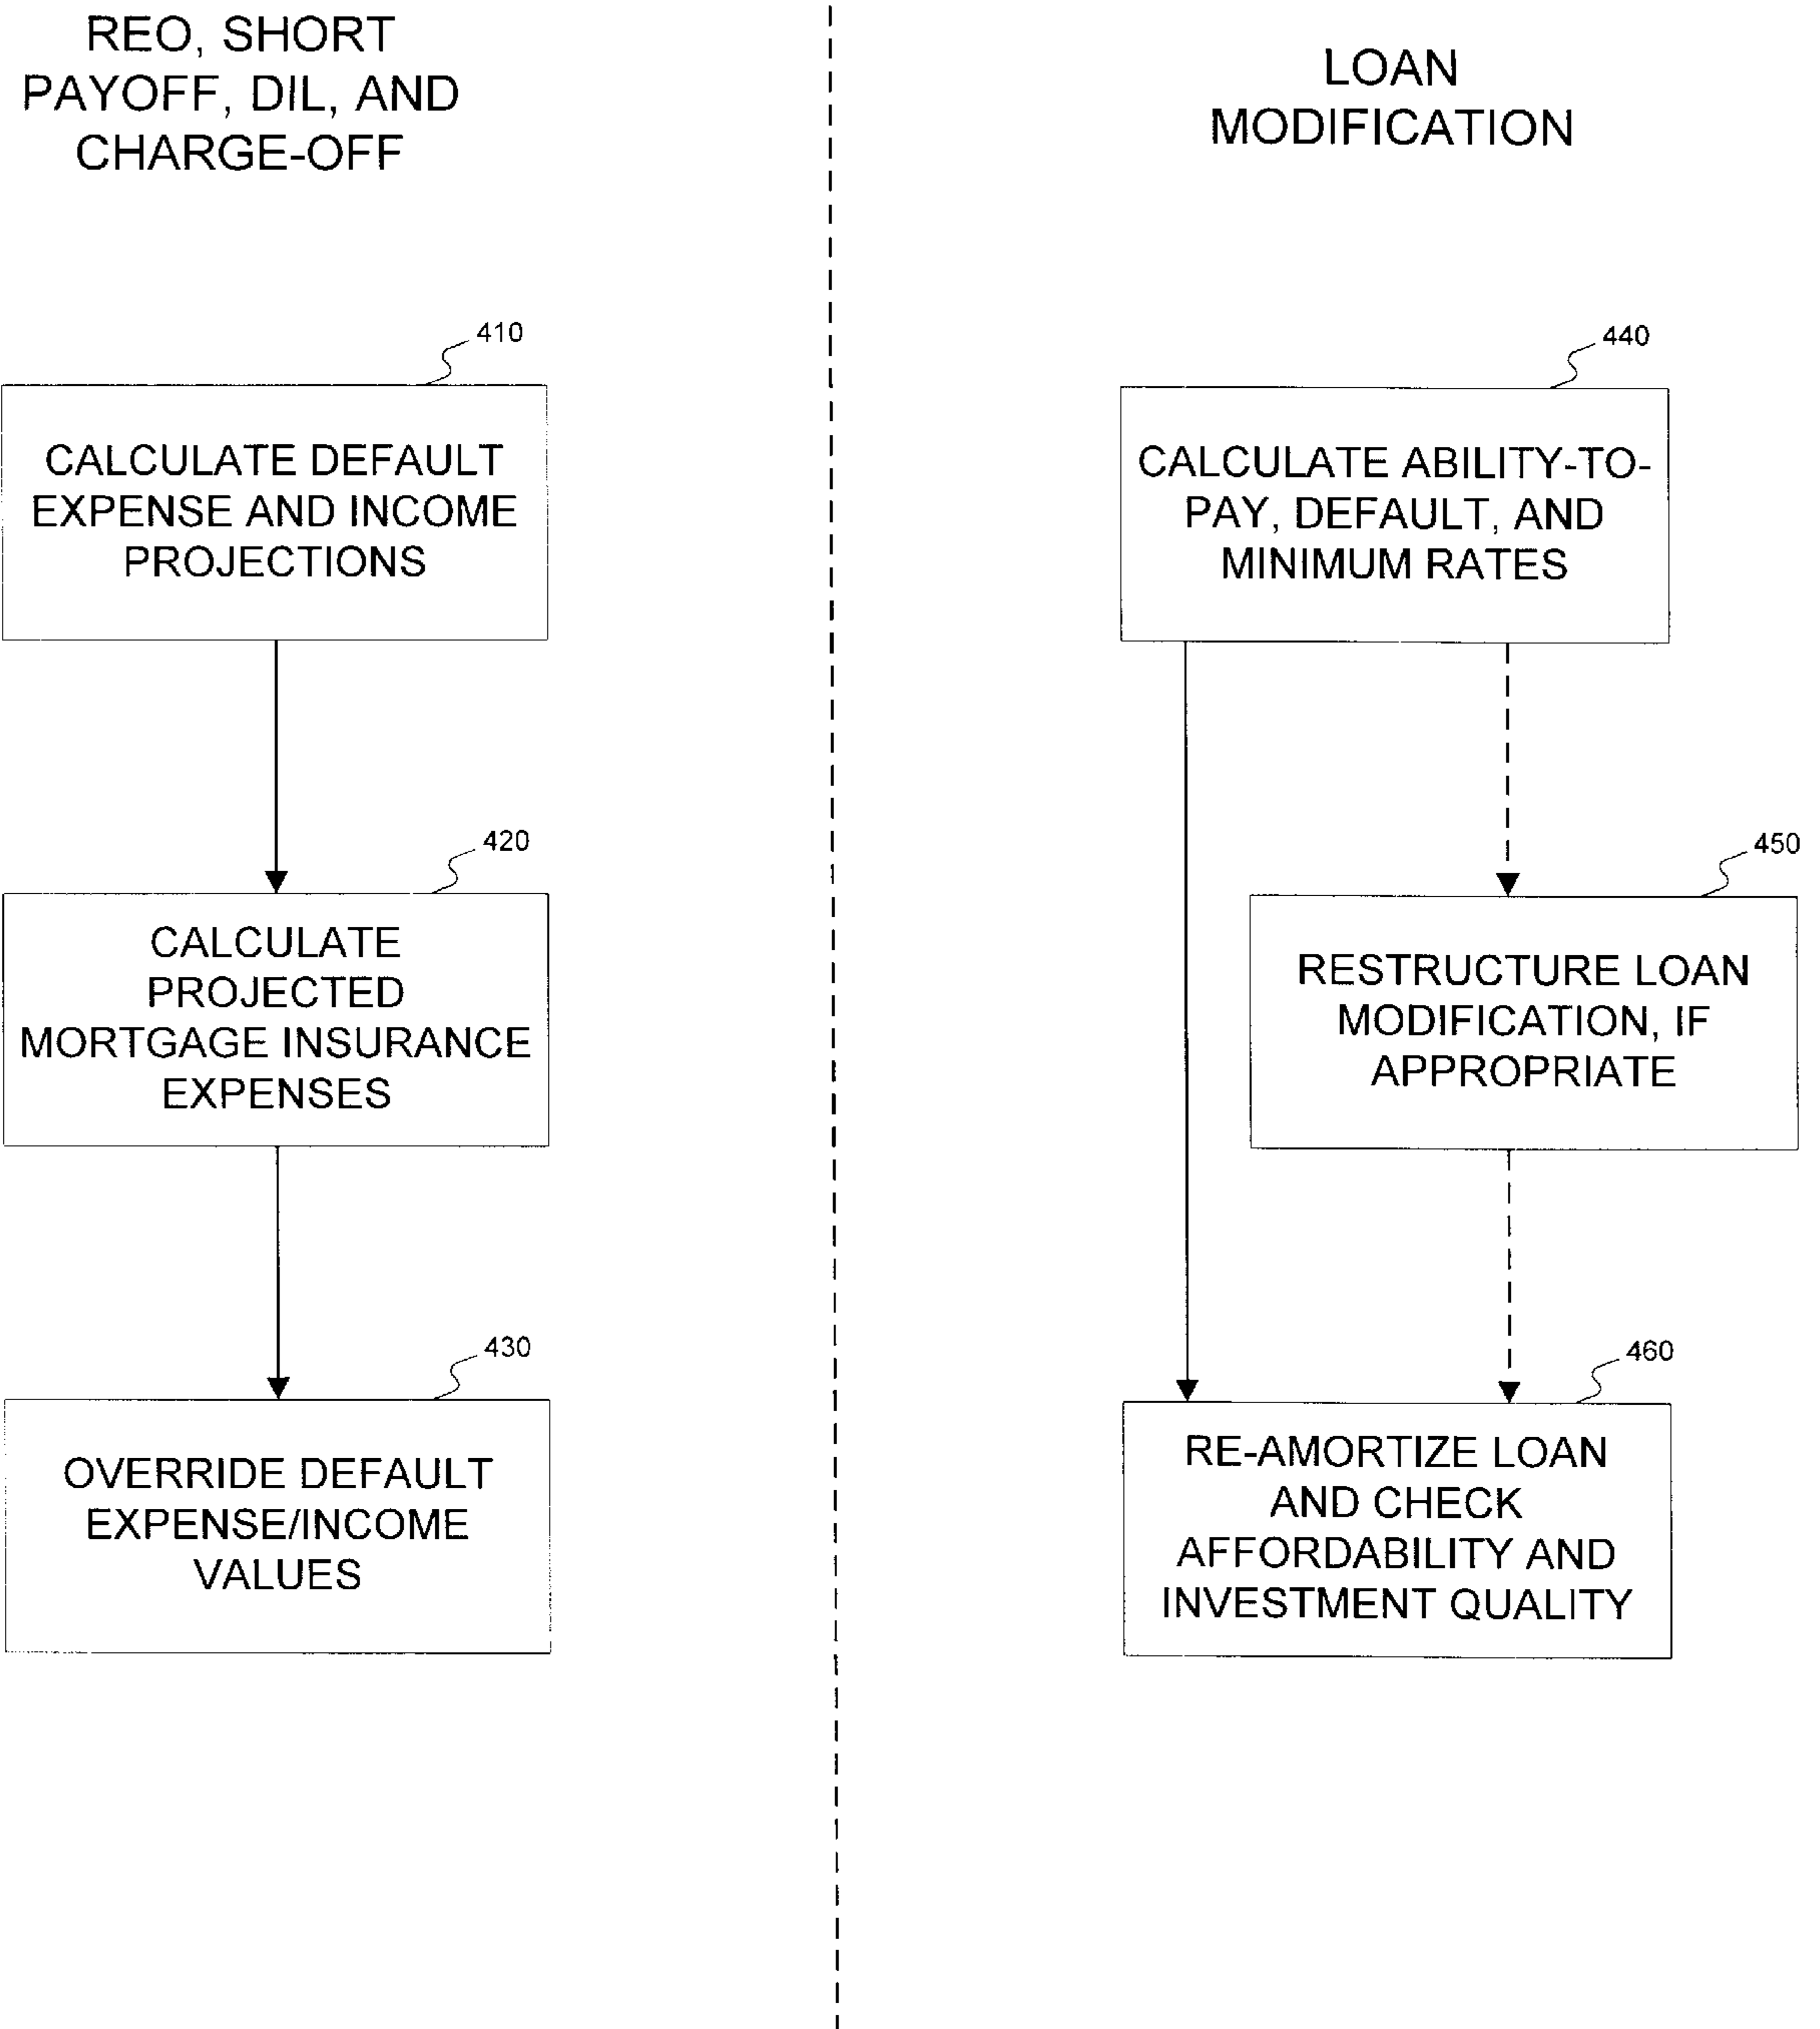 REO, SHORT
PAYOFF, DIL, AND
CHARGE-OFF
410
CALCULATE DEFAULT
EXPENSE AND INCOME
PROJECTIONS
420
CALCULATE
PROJECTED
MORTGAGE INSURANCE
EXPENSES
430
OVERRIDE DEFAULT
EXPENSE/INCOME
VALUES
LOAN
MODIFICATION
440
CALCULATE ABILITY-TO-
PAY, DEFAULT, AND
MINIMUM RATES
450
RESTRUCTURE LOAN
MODIFICATION, IF
APPROPRIATE
460
RE-AMORTIZE LOAN
AND CHECK
AFFORDABILITY AND
INVESTMENT QUALITY